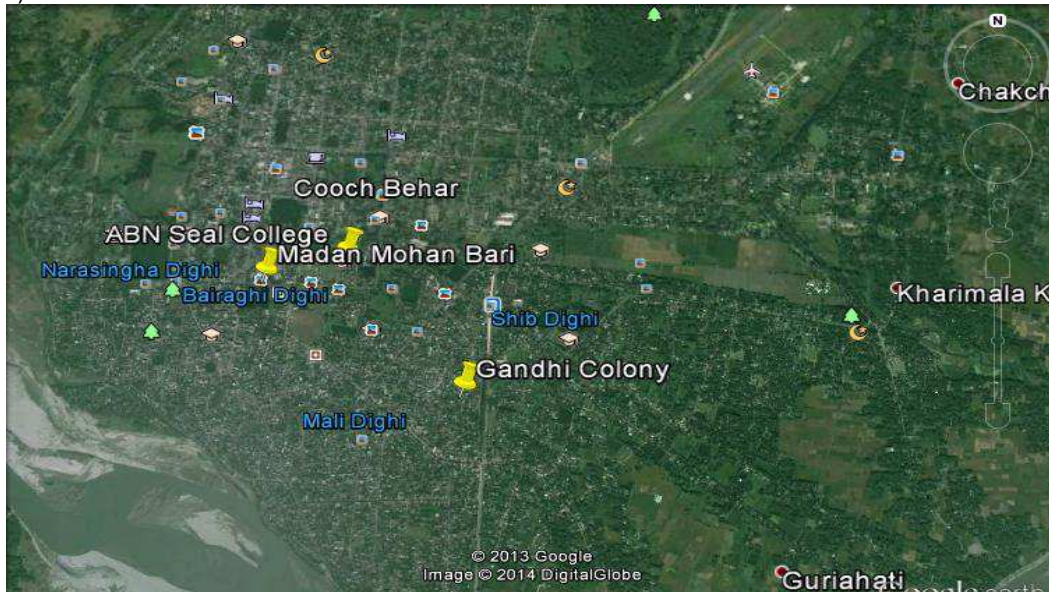 N
Chakch
Cooch Behar
ABN Seal College
Madan Mohan Bari
Narasingha Dighi
Bairaghi Dighi
Kharimala K
Shib Dighi
Gandhi Colony
Mali Dighi
© 2013 Google
Image © 2014 DigitalGlobe
Guriahati